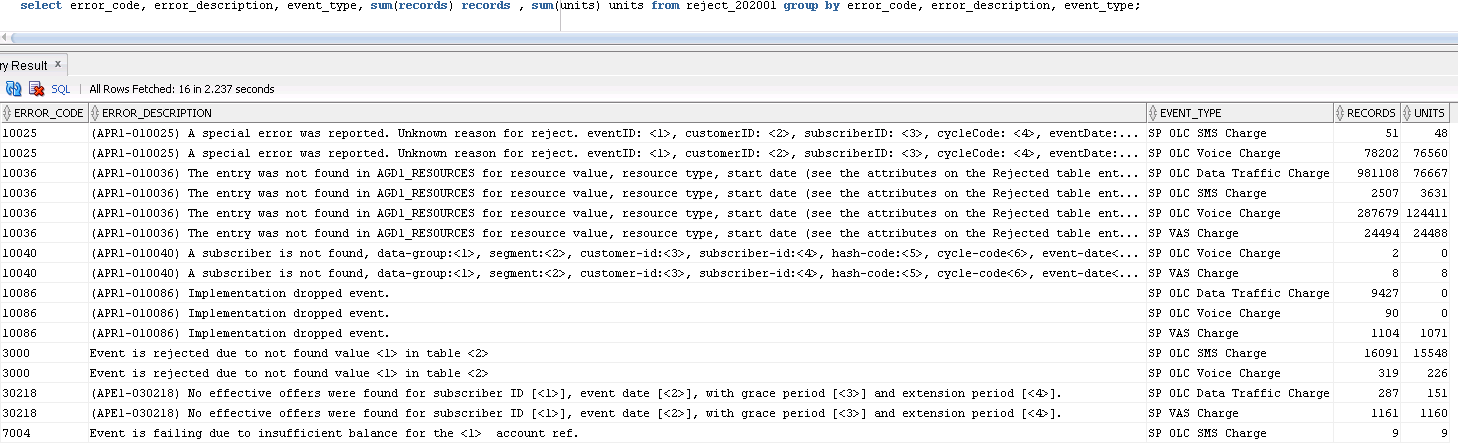 select error_code, error_description, event_type, sum(records) records , sum(units) units from reject_202001 group by error_code, error_description, event_type;
ry Result x
SQL | All Rows Fetched: 16 in 2.237 seconds
ERROR_CODE ERROR_DESCRIPTION EVENT_TYPE RECORDS UNITS
10025 (APR1-010025) A special error was reported. Unknown reason for reject. eventID: <1>, customerID: <2>, subscriberID: <3>, cycleCode: <4>, eventDate:... SP OLC SMS Charge 51 48
10025 (APR1-010025) A special error was reported. Unknown reason for reject. eventID: <1>, customerID: <2>, subscriberID: <3>, cycleCode: <4>, eventDate:... SP OLC Voice Charge 78202 76560
10036 (APR1-010036) The entry was not found in AGD1_RESOURCES for resource value, resource type, start date (see the attributes on the Rejected table ent... SP OLC Data Traffic Charge 981108 76667
10036 (APR1-010036) The entry was not found in AGD1_RESOURCES for resource value, resource type, start date (see the attributes on the Rejected table ent... SP OLC SMS Charge 2507 3631
10036 (APR1-010036) The entry was not found in AGD1_RESOURCES for resource value, resource type, start date (see the attributes on the Rejected table ent... SP OLC Voice Charge 287679 124411
10036 (APR1-010036) The entry was not found in AGD1_RESOURCES for resource value, resource type, start date (see the attributes on the Rejected table ent... SP VAS Charge 24494 24488
10040 (APR1-010040) A subscriber is not found, data-group:<1>, segment:<2>, customer-id:<3>, subscriber-id:<4>, hash-code:<5>, cycle-code<6>, event-date<... SP OLC Voice Charge 2 0
10040 (APR1-010040) A subscriber is not found, data-group:<1>, segment:<2>, customer-id:<3>, subscriber-id:<4>, hash-code:<5>, cycle-code<6>, event-date<... SP VAS Charge 8 8
10086 (APR1-010086) Implementation dropped event. SP OLC Data Traffic Charge 9427 0
10086 (APR1-010086) Implementation dropped event. SP OLC Voice Charge 90 0
10086 (APR1-010086) Implementation dropped event. SP VAS Charge 1104 1071
3000 Event is rejected due to not found value <1> in table <2> SP OLC SMS Charge 16091 15548
3000 Event is rejected due to not found value <1> in table <2> SP OLC Voice Charge 319 226
30218 (APE1-030218) No effective offers were found for subscriber ID [<1>], event date [<2>], with grace period [<3>] and extension period [<4>]. SP OLC Data Traffic Charge 287 151
30218 (APE1-030218) No effective offers were found for subscriber ID [<1>], event date [<2>], with grace period [<3>] and extension period [<4>]. SP VAS Charge 1161 1160
7004 Event is failing due to insufficient balance for the <1>  account ref. SP OLC SMS Charge 9 9